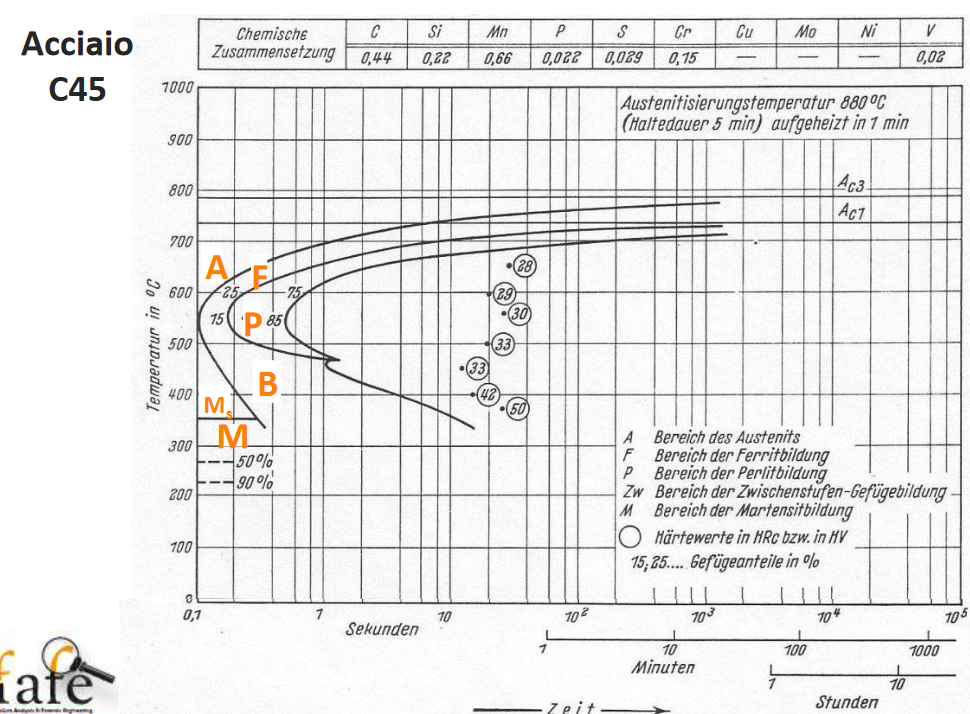 Acciaio
C45
Chemische
Zusammensetzung
C Si Mn P S Cr Cu Mo Ni V
0,44 0,22 0,66 0,022 0,029 0,15 — — — 0,02
Austenitisierungstemperatur 880°C
(Haltedauer 5 min) aufgeheizt in 1 min
Temperatur in °C
1000
900
800
700
600
500
400
300
200
100
0
Ac3
Ac1
A
F
25
75
15
P
85
B
Ms
M
50%
90%
28
29
30
33
33
42
50
A Bereich des Austenits
F Bereich der Ferritbildung
P Bereich der Perlitbildung
Zw Bereich der Zwischenstufen-Gefügebildung
M Bereich der Martensitbildung
Härtewerte in HRc bzw. in HV
15,25.... Gefügeanteile in %
0,1 1 10 10² 10³ 10⁴ 10⁵
Sekunden
1 10 100 1000
Minuten
1 10
Stunden
Zeit
fafe